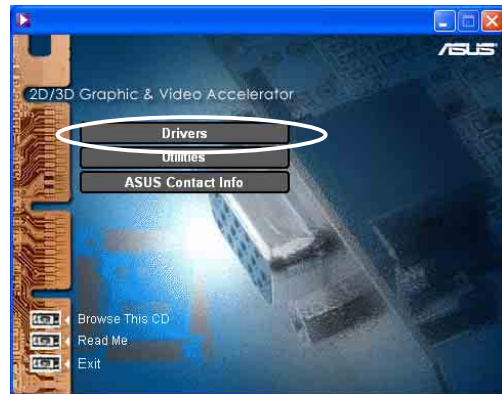 ASUS
2D/3D Graphic & Video Accelerator
Drivers
Utilities
ASUS Contact Info
Browse This CD
Read Me
Exit